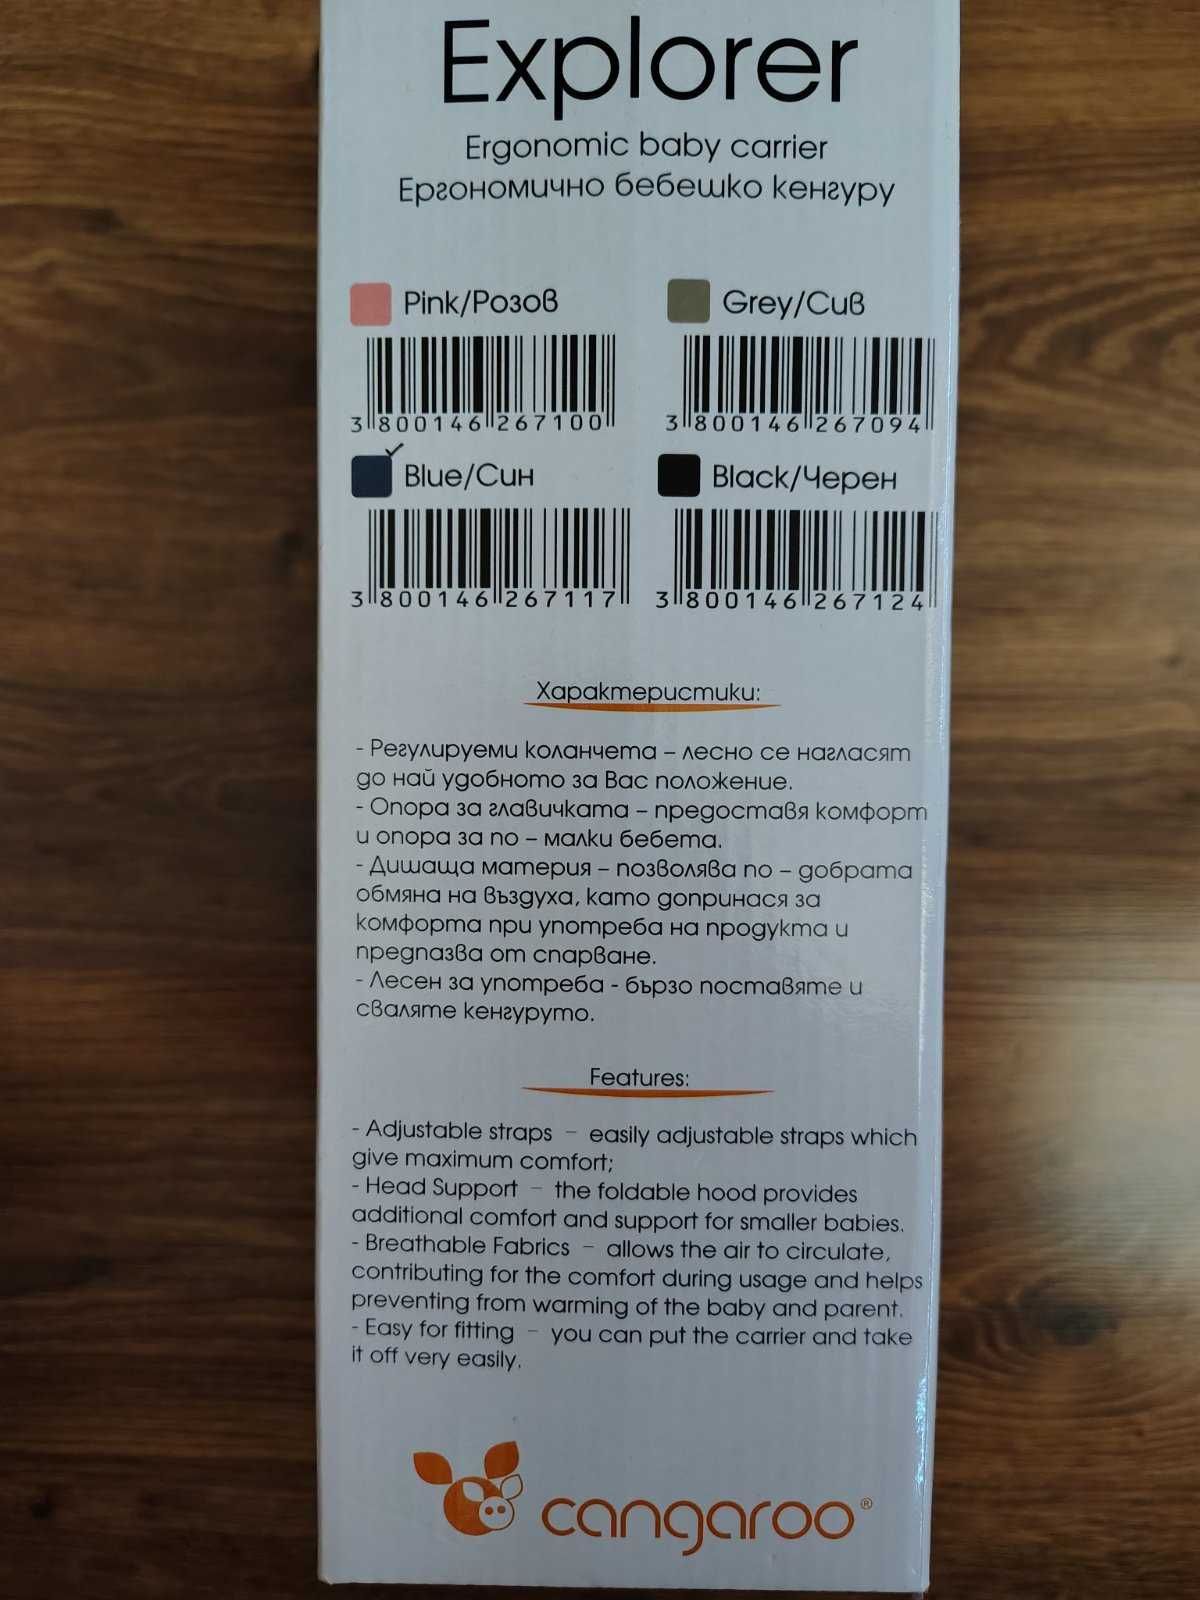 Explorer
Ergonomic baby carrier
Ергономично бебешко кенгуру
Pink/Розов
Grey/Сив
3 800146 267100
3 800146 267094
Blue/Син
Black/Черен
3 800146 267117
3 800146 267124
Характеристики:
- Регулируеми коланчета – лесно се нагласят
до най удобното за Вас положение.
- Опора за главичката – предоставя комфорт
и опора за по – малки бебета.
- Дишаща материя – позволява по – добрата
обмяна на въздуха, като допринася за
комфорта при употреба на продукта и
предпазва от спарване.
- Лесен за употреба - бързо поставяте и
сваляте кенгуруто.
Features:
- Adjustable straps – easily adjustable straps which
give maximum comfort;
- Head Support – the foldable hood provides
additional comfort and support for smaller babies.
- Breathable Fabrics – allows the air to circulate,
contributing for the comfort during usage and helps
preventing from warming of the baby and parent.
- Easy for fitting – you can put the carrier and take
it off very easily.
cangaroo®